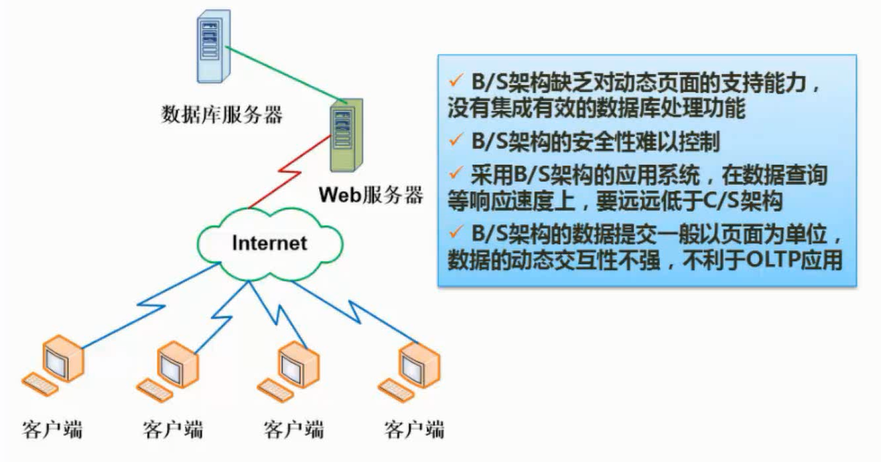 数据库服务器
Web服务器
Internet
客户端
客户端
客户端
客户端
✓ B/S架构缺乏对动态页面的支持能力，
没有集成有效的数据库处理功能
✓ B/S架构的安全性难以控制
✓ 采用B/S架构的应用系统，在数据查询
等响应速度上，要远远低于C/S架构
✓ B/S架构的数据提交一般以页面为单位，
数据的动态交互性不强，不利于OLTP应用